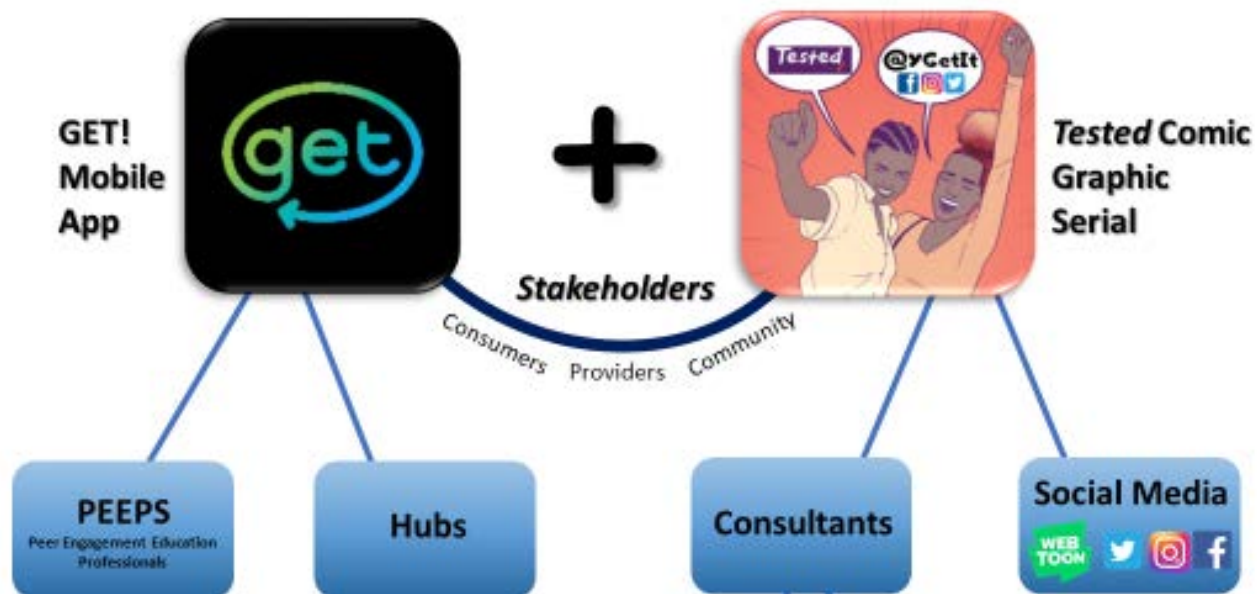 GET!
Mobile
App
get
Tested
@YGetIt
Tested Comic
Graphic
Serial
Stakeholders
Consumers Providers Community
PEEPS
Peer Engagement Education
Professionals
Hubs
Consultants
Social Media
WEB
TOON